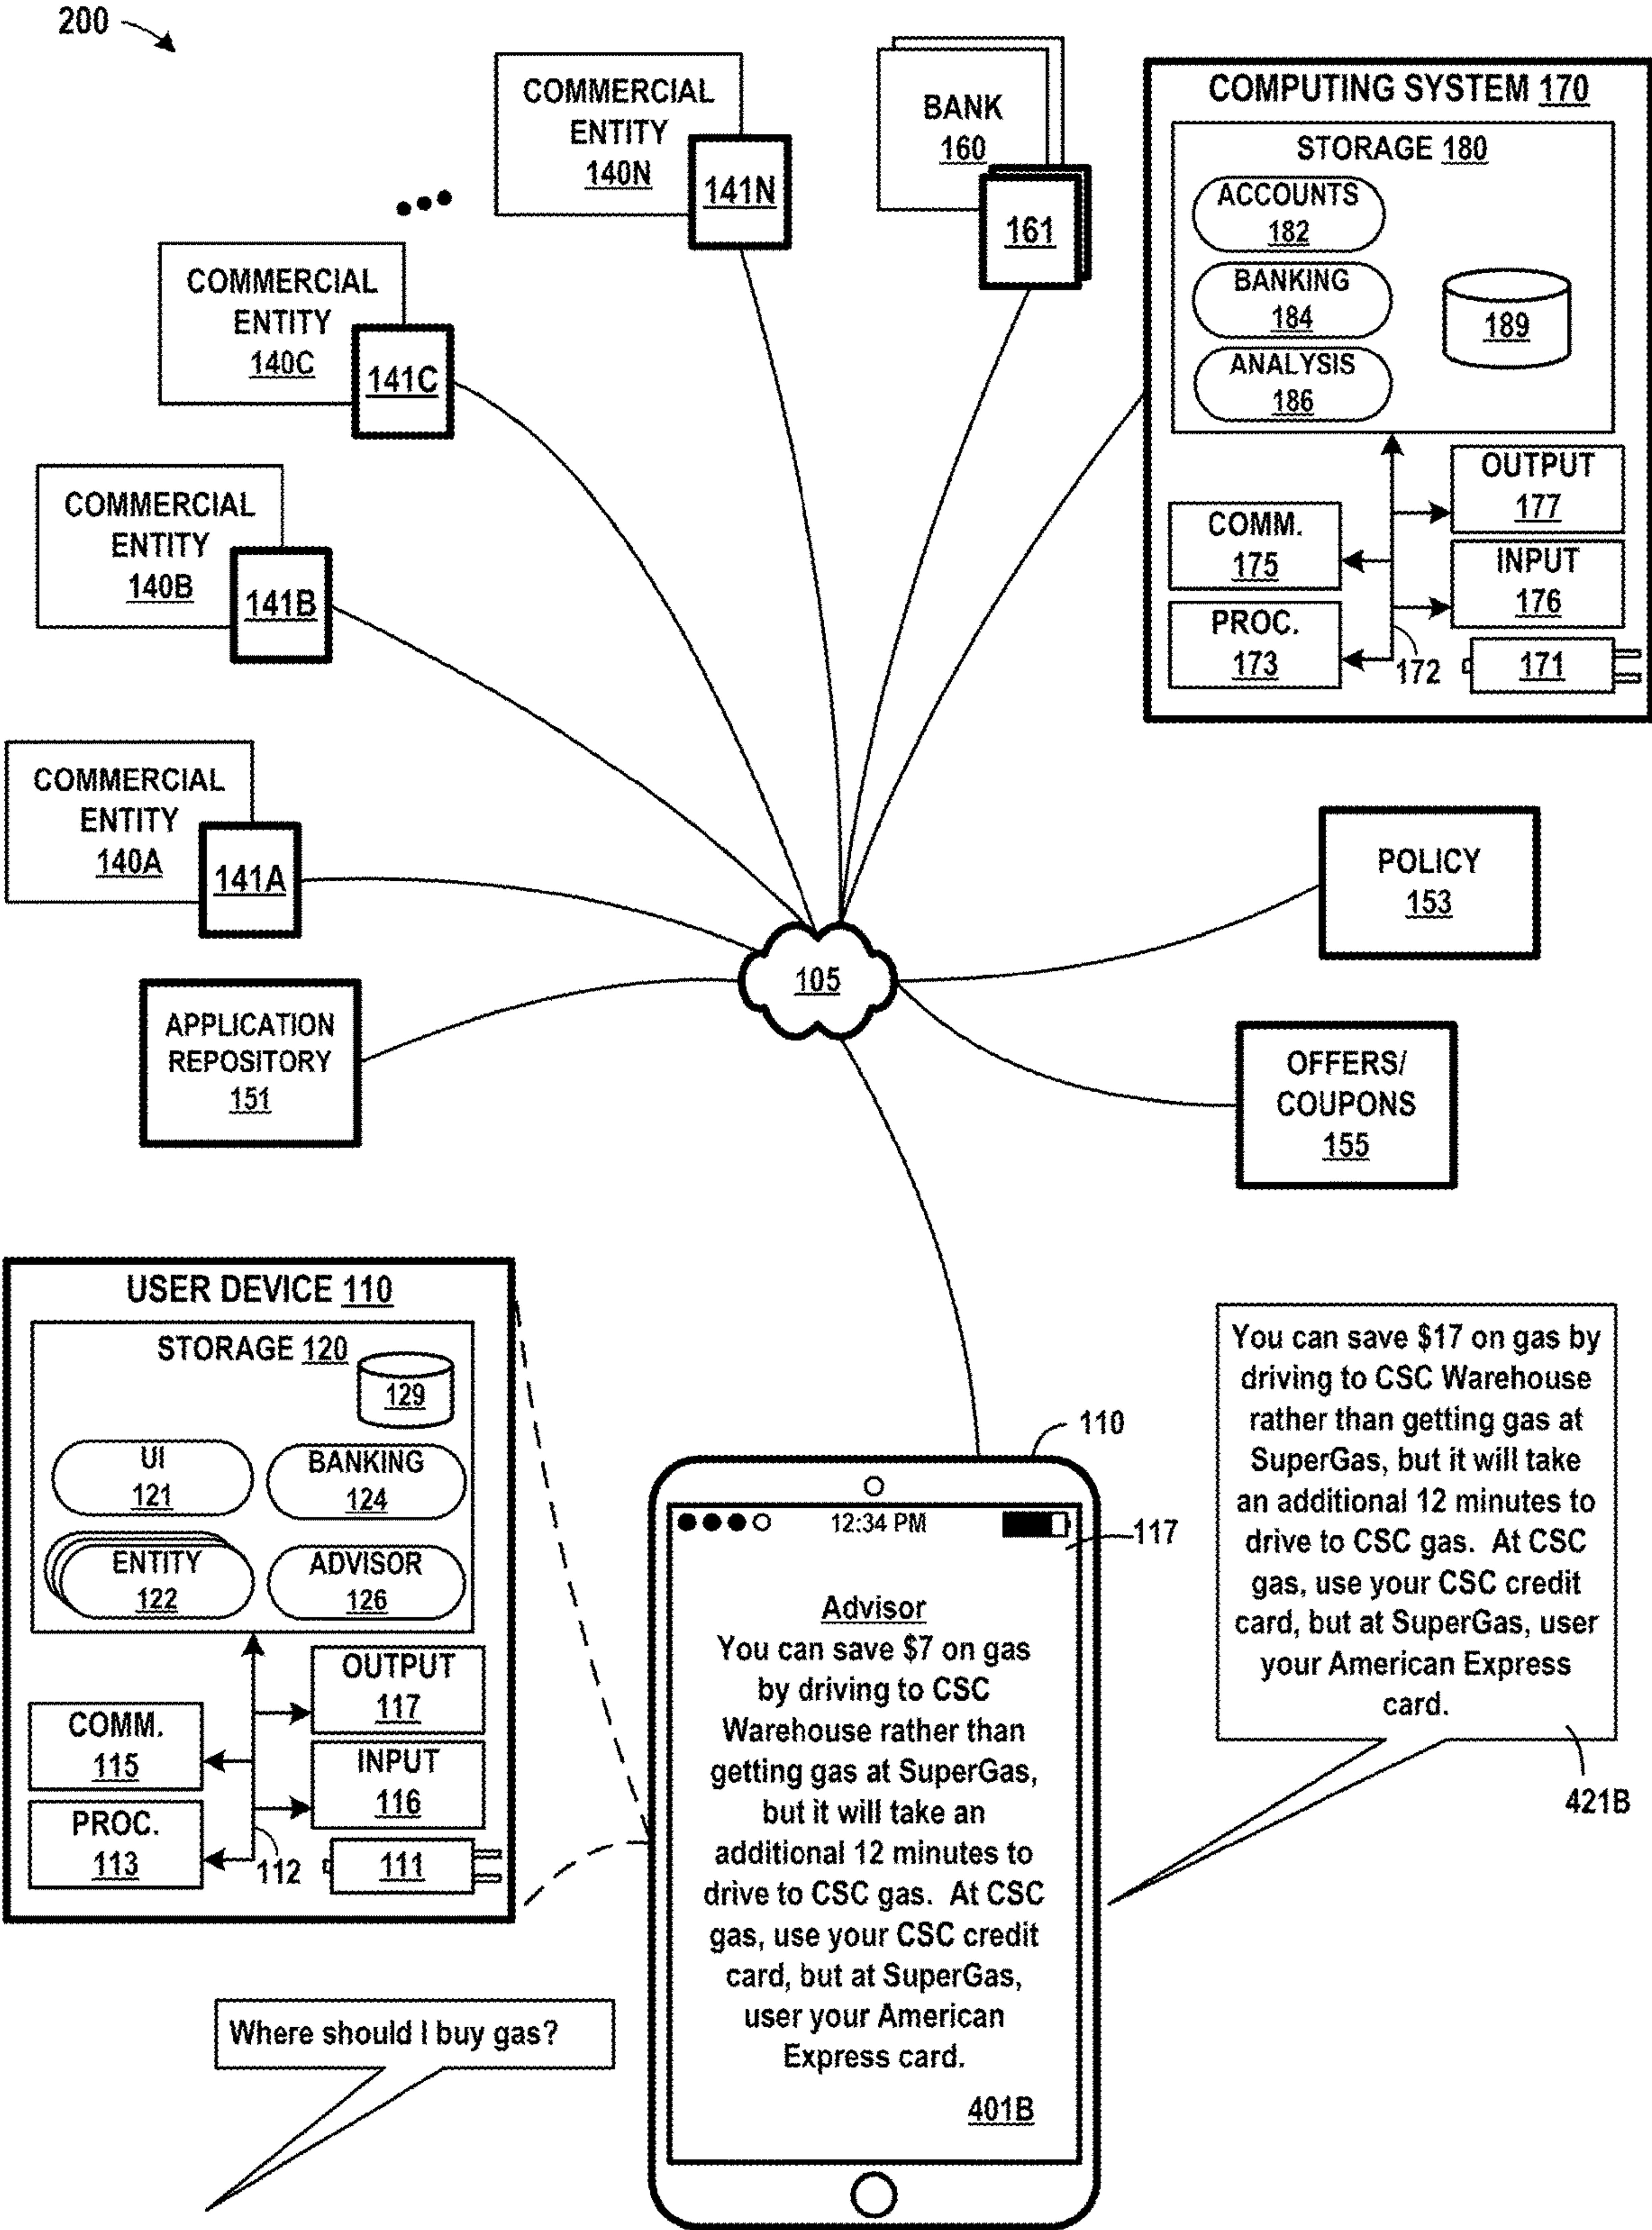 200
COMMERCIAL
ENTITY
140N
141N
BANK
160
161
COMPUTING SYSTEM 170
STORAGE 180
ACCOUNTS
182
BANKING
184
ANALYSIS
186
189
OUTPUT
177
COMM.
175
INPUT
176
PROC.
173
172
171
COMMERCIAL
ENTITY
140C
141C
COMMERCIAL
ENTITY
140B
141B
COMMERCIAL
ENTITY
140A
141A
POLICY
153
105
APPLICATION
REPOSITORY
151
OFFERS/
COUPONS
155
USER DEVICE 110
STORAGE 120
129
UI
121
BANKING
124
ENTITY
122
ADVISOR
126
OUTPUT
117
COMM.
115
INPUT
116
PROC.
113
112
111
110
12:34 PM
117
Advisor
You can save $7 on gas
by driving to CSC
Warehouse rather than
getting gas at SuperGas,
but it will take an
additional 12 minutes to
drive to CSC gas.  At CSC
gas, use your CSC credit
card, but at SuperGas,
user your American
Express card.
401B
You can save $17 on gas by
driving to CSC Warehouse
rather than getting gas at
SuperGas, but it will take
an additional 12 minutes to
drive to CSC gas.  At CSC
gas, use your CSC credit
card, but at SuperGas, user
your American Express
card.
421B
Where should I buy gas?